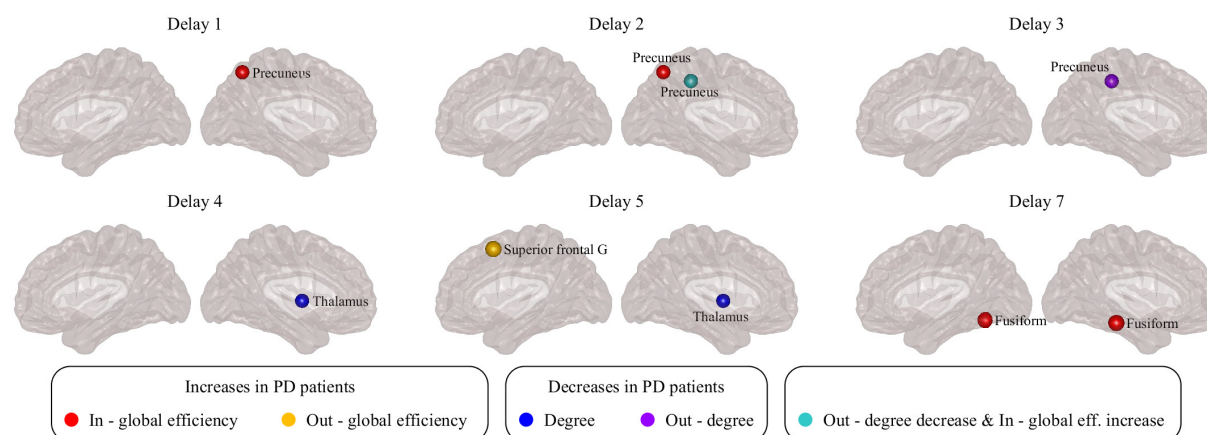 Delay 1
Delay 2
Delay 3
Precuneus
Precuneus
Precuneus
Precuneus
Delay 4
Delay 5
Delay 7
Superior frontal G
Thalamus
Thalamus
Fusiform
Fusiform
Increases in PD patients
In - global efficiency
Out - global efficiency
Decreases in PD patients
Degree
Out - degree
Out - degree decrease & In - global eff. increase